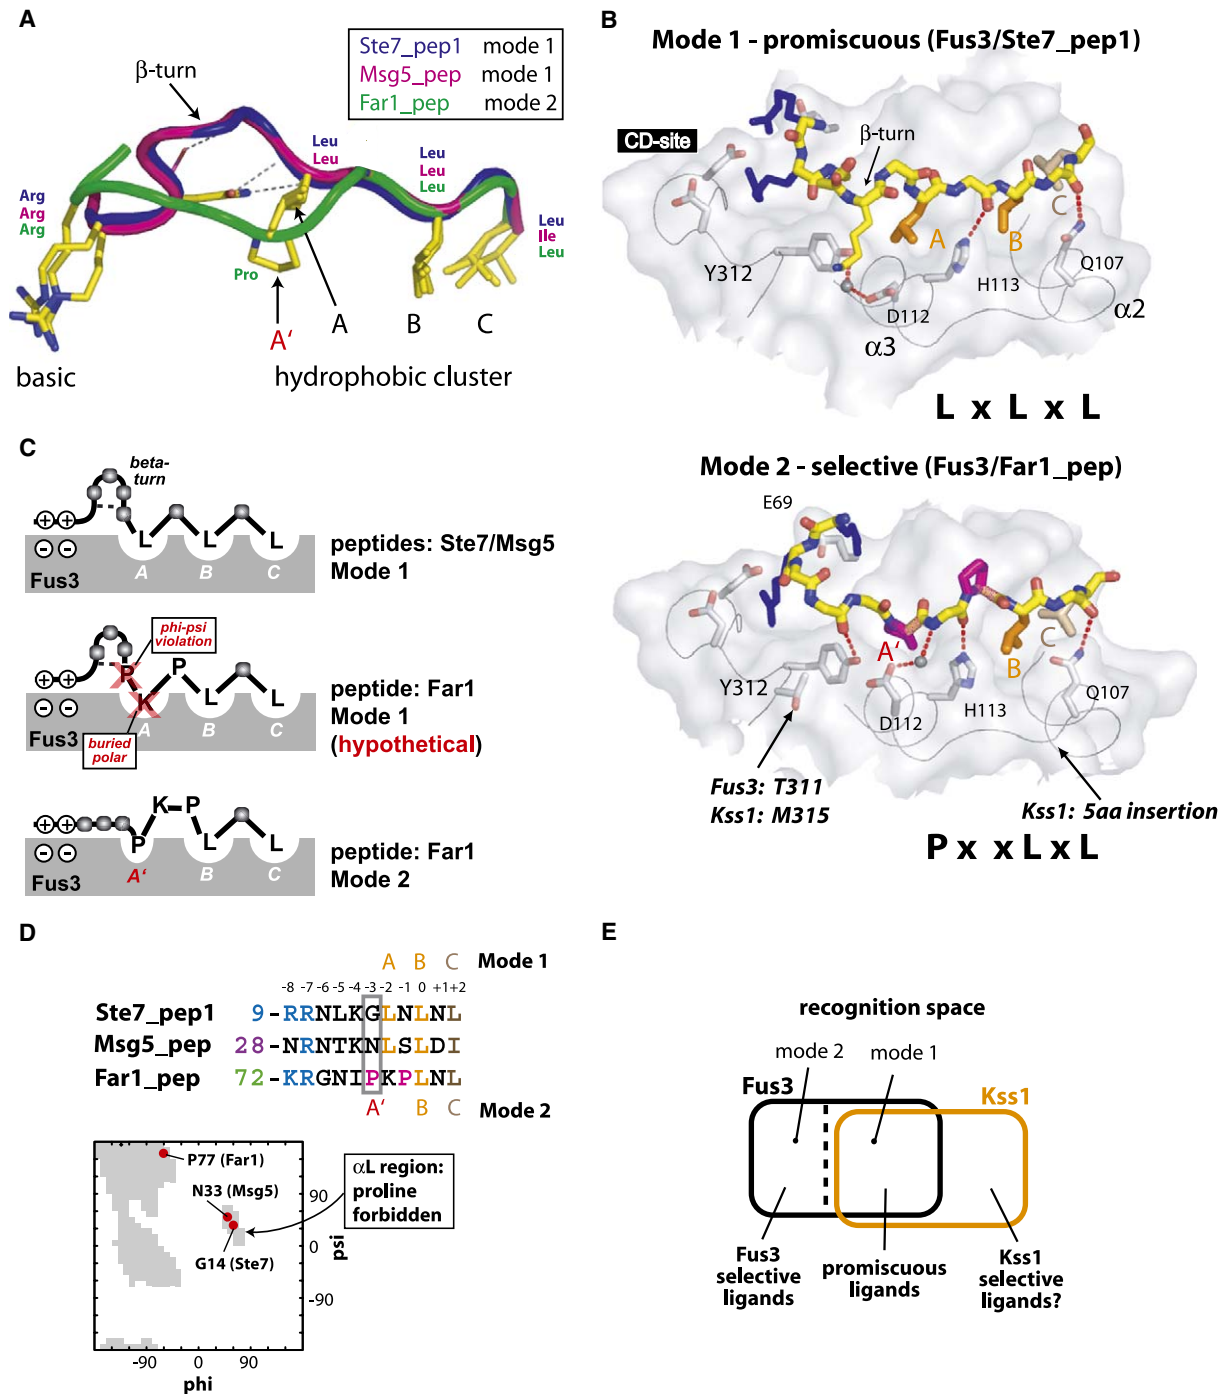 A
Ste7_pep1 mode 1
Msg5_pep mode 1
Far1_pep mode 2
β-turn
Leu
Leu
Leu
Leu
Leu
Arg
Arg
Arg
Leu
Ile
Leu
Pro
A‘ A B C
basic
hydrophobic cluster
B
Mode 1 - promiscuous (Fus3/Ste7_pep1)
CD-site
β-turn
A
B
C
Y312
D112
H113
Q107
α3
α2
L x L x L
Mode 2 - selective (Fus3/Far1_pep)
E69
A‘
B
C
Y312
D112
H113
Q107
Fus3: T311
Kss1: M315
Kss1: 5aa insertion
P x x L x L
C
beta-
turn
+ +
- -
L L L
Fus3
A B C
peptides: Ste7/Msg5
Mode 1
phi-psi
violation
+ +
- -
P K P L L
Fus3
A B C
buried
polar
peptide: Far1
Mode 1
(hypothetical)
+ +
- -
P K P L L
Fus3
A‘ B C
peptide: Far1
Mode 2
D
A B C Mode 1
-8 -7 -6 -5 -4 -3 -2 -1 0 +1 +2
Ste7_pep1 9 - RRNLKGLNLNL
Msg5_pep 28 - NRNTKNLSLDI
Far1_pep 72 - KRGNIPKPLNL
A‘ B C Mode 2
P77 (Far1)
N33 (Msg5)
G14 (Ste7)
αL region:
proline
forbidden
90
0
-90
psi
-90 0 90
phi
E
recognition space
mode 2 mode 1
Fus3
Kss1
Fus3
selective
ligands
promiscuous
ligands
Kss1
selective
ligands?